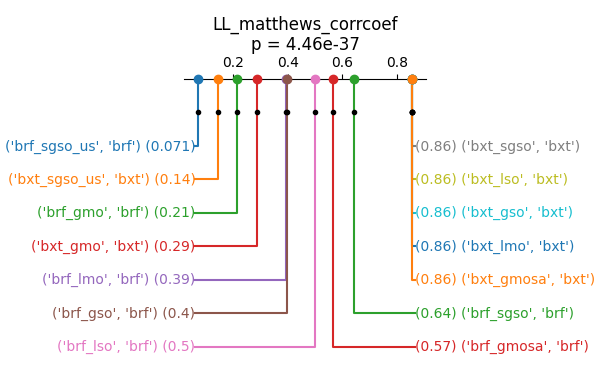 LL_matthews_corrcoef
p = 4.46e-37
0.2 0.4 0.6 0.8
('brf_sgso_us', 'brf') (0.071)
(0.86) ('bxt_sgso', 'bxt')
('bxt_sgso_us', 'bxt') (0.14)
(0.86) ('bxt_lso', 'bxt')
('brf_gmo', 'brf') (0.21)
(0.86) ('bxt_gso', 'bxt')
('bxt_gmo', 'bxt') (0.29)
(0.86) ('bxt_lmo', 'bxt')
('brf_lmo', 'brf') (0.39)
(0.86) ('bxt_gmosa', 'bxt')
('brf_gso', 'brf') (0.4)
(0.64) ('brf_sgso', 'brf')
('brf_lso', 'brf') (0.5)
(0.57) ('brf_gmosa', 'brf')